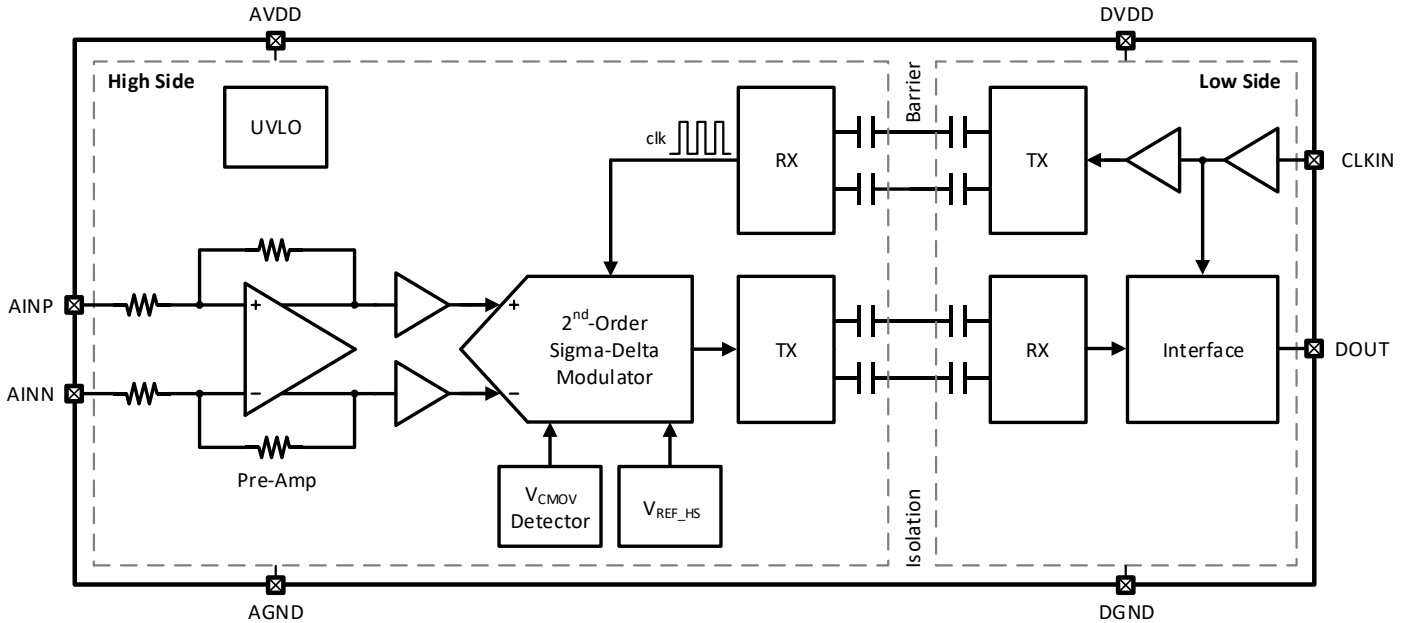 AVDD
DVDD
High Side
Barrier
Low Side
UVLO
clk
RX
TX
CLKIN
AINP
+
+
2nd-Order
Sigma-Delta
Modulator
TX
RX
Interface
DOUT
AINN
−
−
Pre-Amp
VCMOV
Detector
VREF_HS
Isolation
AGND
DGND